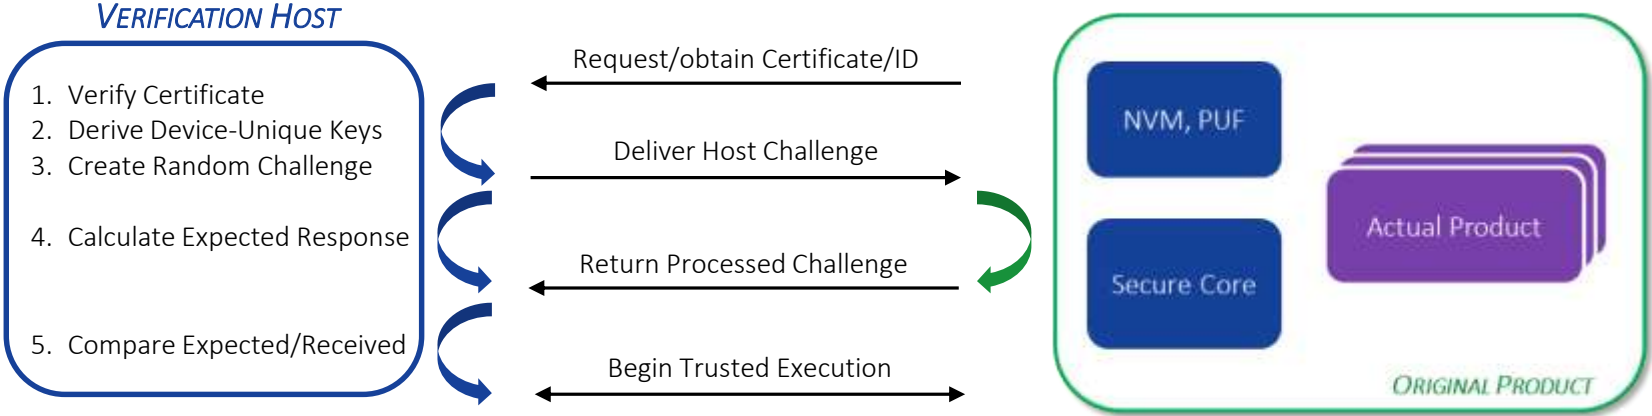 VERIFICATION HOST
1. Verify Certificate
2. Derive Device-Unique Keys
3. Create Random Challenge
4. Calculate Expected Response
5. Compare Expected/Received
Request/obtain Certificate/ID
Deliver Host Challenge
Return Processed Challenge
Begin Trusted Execution
NVM, PUF
Secure Core
Actual Product
ORIGINAL PRODUCT